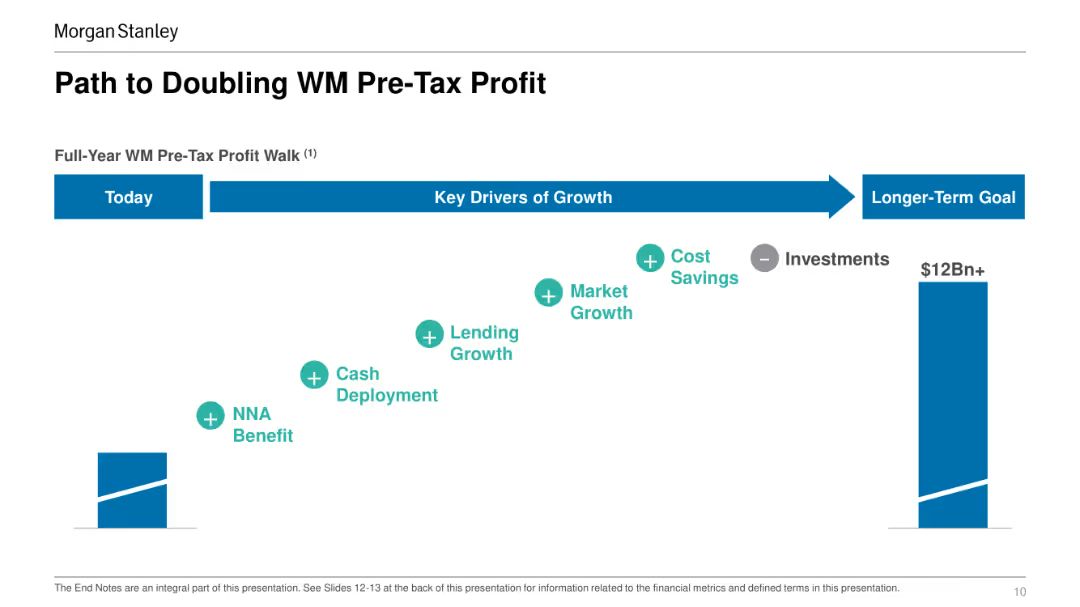 Morgan Stanley
Path to Doubling WM Pre-Tax Profit
Full-Year WM Pre-Tax Profit Walk (1)
Today
Key Drivers of Growth
Longer-Term Goal
+ NNA
Benefit
+ Cash
Deployment
+ Lending
Growth
+ Market
Growth
+ Cost
Savings
– Investments
$12Bn+
The End Notes are an integral part of this presentation. See Slides 12-13 at the back of this presentation for information related to the financial metrics and defined terms in this presentation.
10